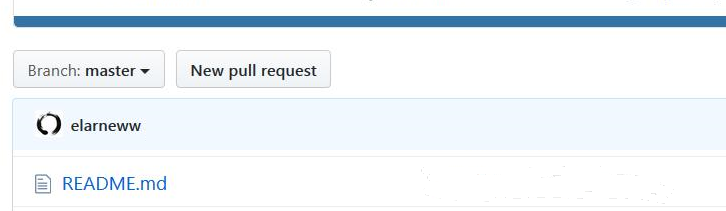 Branch: master
New pull request
elarneww
README.md